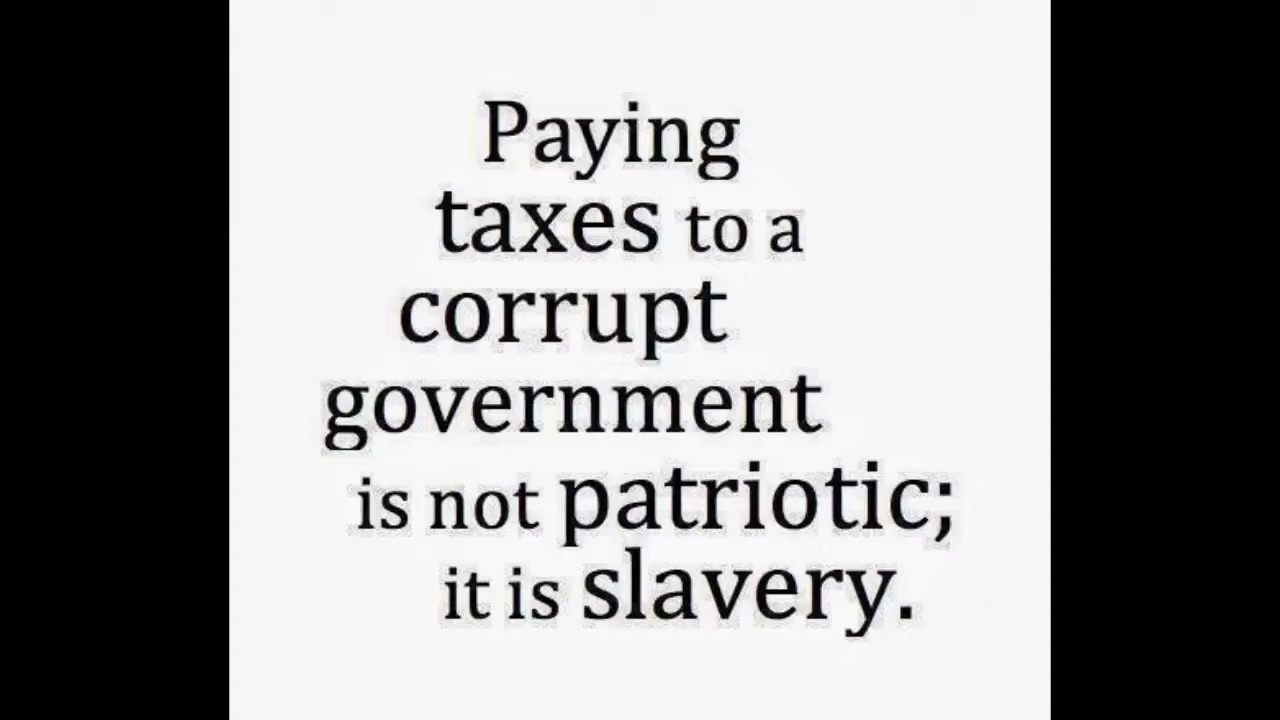 Paying
taxes to a
corrupt
government
is not patriotic;
it is slavery.